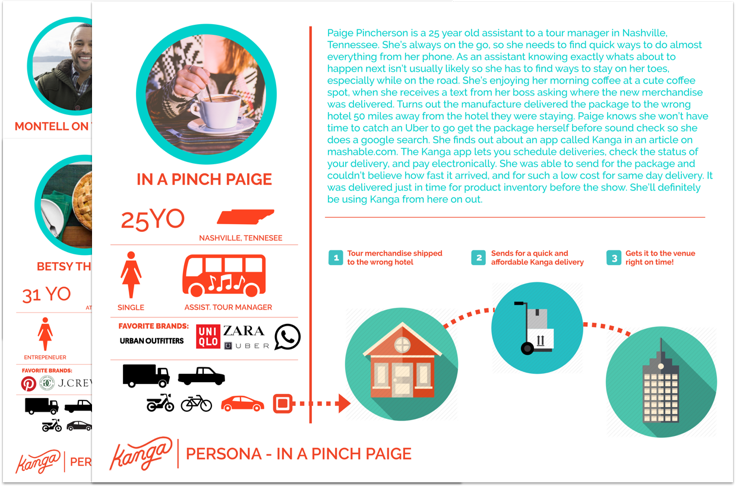 MONTELL ON
BETSY TH
31 YO
ENTREPENEUER
FAVORITE BRANDS:
J.CREW
Kanga
PER
IN A PINCH PAIGE
25YO
NASHVILLE, TENNESEE
SINGLE
ASSIST. TOUR MANAGER
FAVORITE BRANDS:
URBAN OUTFITTERS
UNI
QLO
ZARA
UBER
Kanga
PERSONA - IN A PINCH PAIGE
Paige Pincherson is a 25 year old assistant to a tour manager in Nashville,
Tennessee. She's always on the go, so she needs to find quick ways to do almost
everything from her phone. As an assistant knowing exactly whats about to
happen next isn't usually likely so she has to find ways to stay on her toes,
especially while on the road. She's enjoying her morning coffee at a cute coffee
spot, when she receives a text from her boss asking where the new merchandise
was delivered. Turns out the manufacture delivered the package to the wrong
hotel 50 miles away from the hotel they were staying. Paige knows she won't have
time to catch an Uber to go get the package herself before sound check so she
does a google search. She finds out about an app called Kanga in an article on
mashable.com. The Kanga app lets you schedule deliveries, check the status of
your delivery, and pay electronically. She was able to send for the package and
couldn't believe how fast it arrived, and for such a low cost for same day delivery. It
was delivered just in time for product inventory before the show. She'll definitely
be using Kanga from here on out.
1 Tour merchandise shipped
to the wrong hotel
2 Sends for a quick and
affordable Kanga delivery
3 Gets it to the venue
right on time!